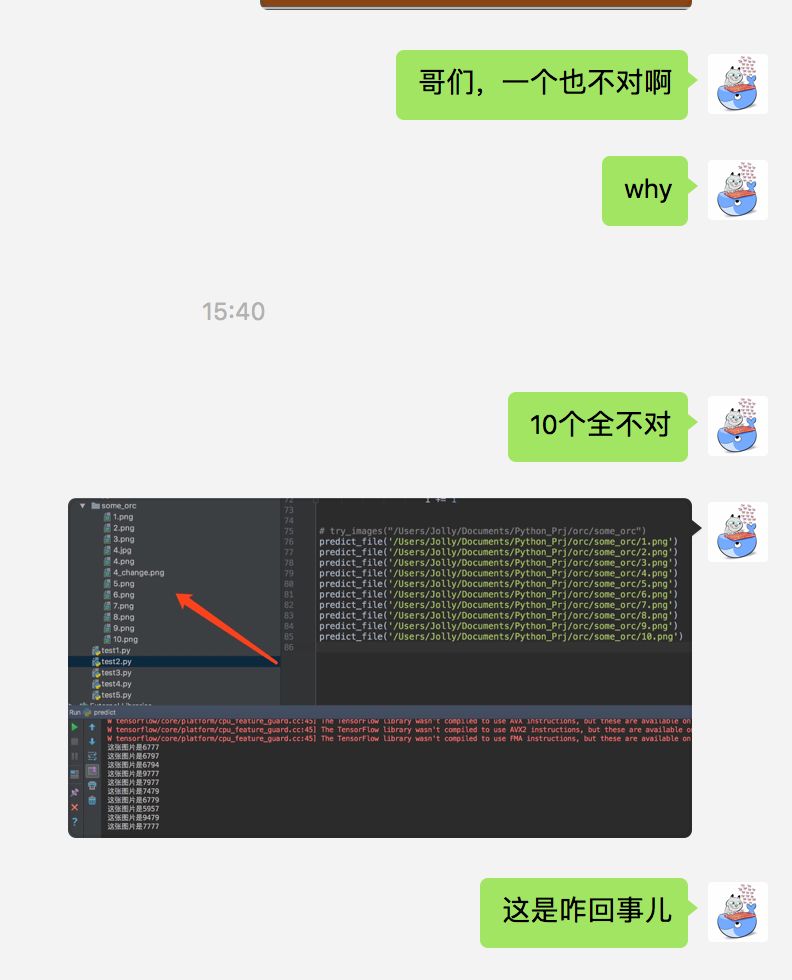 哥们，一个也不对啊
why
15:40
10个全不对
some_orc
1.png
2.png
3.png
4.jpg
4.png
4_change.png
5.png
6.png
7.png
8.png
9.png
10.png
test1.py
test2.py
test3.py
test4.py
test5.py
72
73
74
75 # try_images("/Users/Jolly/Documents/Python_Prj/orc/some_orc")
76 predict_file('/Users/Jolly/Documents/Python_Prj/orc/some_orc/1.png')
77 predict_file('/Users/Jolly/Documents/Python_Prj/orc/some_orc/2.png')
78 predict_file('/Users/Jolly/Documents/Python_Prj/orc/some_orc/3.png')
79 predict_file('/Users/Jolly/Documents/Python_Prj/orc/some_orc/4.png')
80 predict_file('/Users/Jolly/Documents/Python_Prj/orc/some_orc/5.png')
81 predict_file('/Users/Jolly/Documents/Python_Prj/orc/some_orc/6.png')
82 predict_file('/Users/Jolly/Documents/Python_Prj/orc/some_orc/7.png')
83 predict_file('/Users/Jolly/Documents/Python_Prj/orc/some_orc/8.png')
84 predict_file('/Users/Jolly/Documents/Python_Prj/orc/some_orc/9.png')
85 predict_file('/Users/Jolly/Documents/Python_Prj/orc/some_orc/10.png')
86
Run predict
W tensorflow/core/platform/cpu_feature_guard.cc:45] The TensorFlow library wasn't compiled to use AVX instructions, but these are available on
W tensorflow/core/platform/cpu_feature_guard.cc:45] The TensorFlow library wasn't compiled to use AVX2 instructions, but these are available o
W tensorflow/core/platform/cpu_feature_guard.cc:45] The TensorFlow library wasn't compiled to use FMA instructions, but these are available on
这张图片是6777
这张图片是6797
这张图片是6794
这张图片是9777
这张图片是7977
这张图片是7479
这张图片是6779
这张图片是5957
这张图片是9479
这张图片是7777
这是咋回事儿